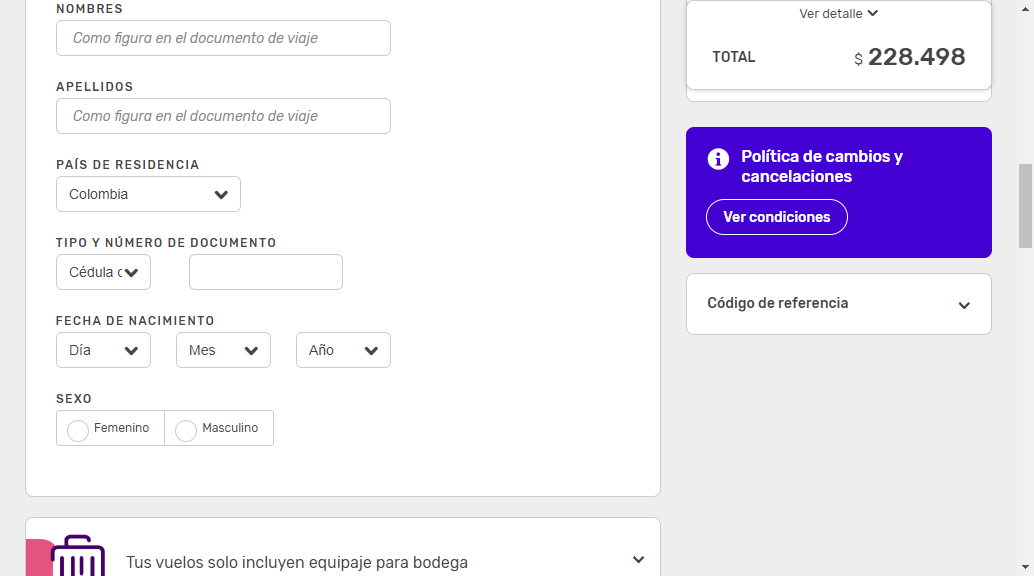 NOMBRES
Como figura en el documento de viaje
APELLIDOS
Como figura en el documento de viaje
PAÍS DE RESIDENCIA
Colombia
TIPO Y NÚMERO DE DOCUMENTO
Cédula
FECHA DE NACIMIENTO
Día Mes Año
SEXO
Femenino Masculino
Tus vuelos solo incluyen equipaje para bodega
Ver detalle
TOTAL $ 228.498
Política de cambios y
cancelaciones
Ver condiciones
Código de referencia